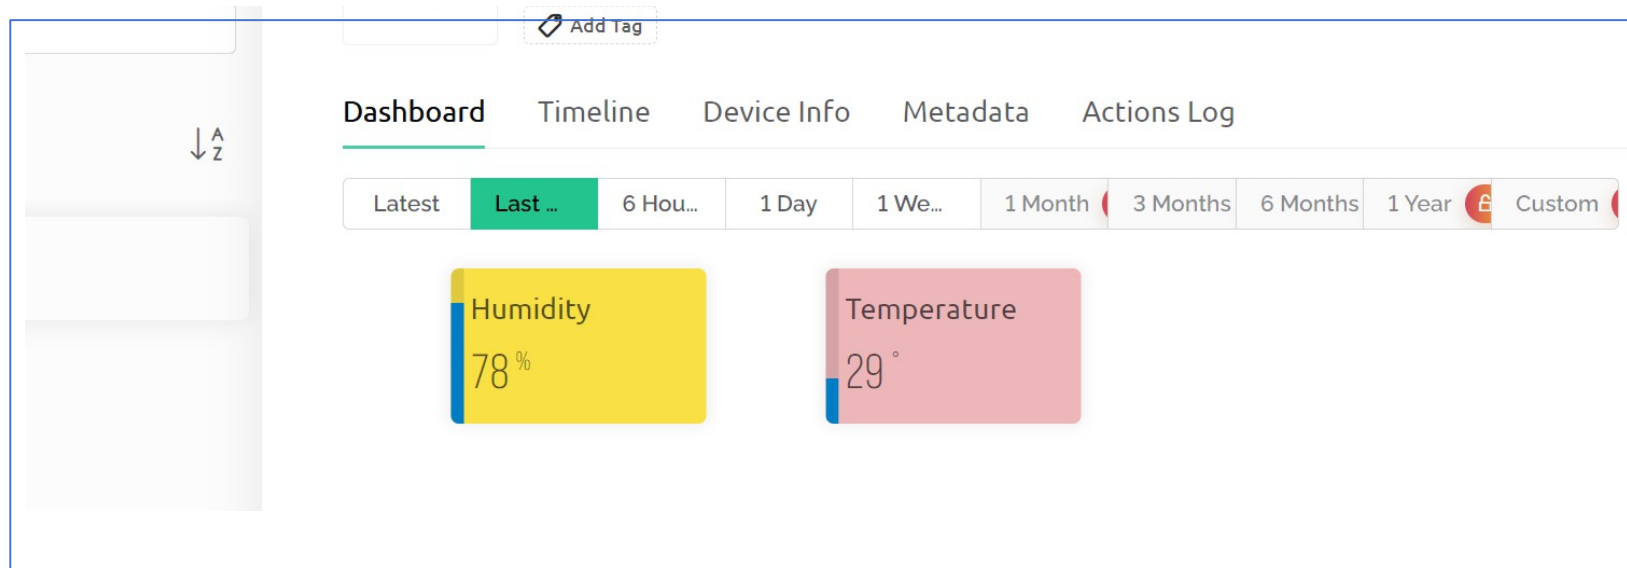 Add Tag
Dashboard Timeline Device Info Metadata Actions Log
A
Z
Latest Last ... 6 Hou... 1 Day 1 We... 1 Month 3 Months 6 Months 1 Year Custom
Humidity
78 %
Temperature
29 °